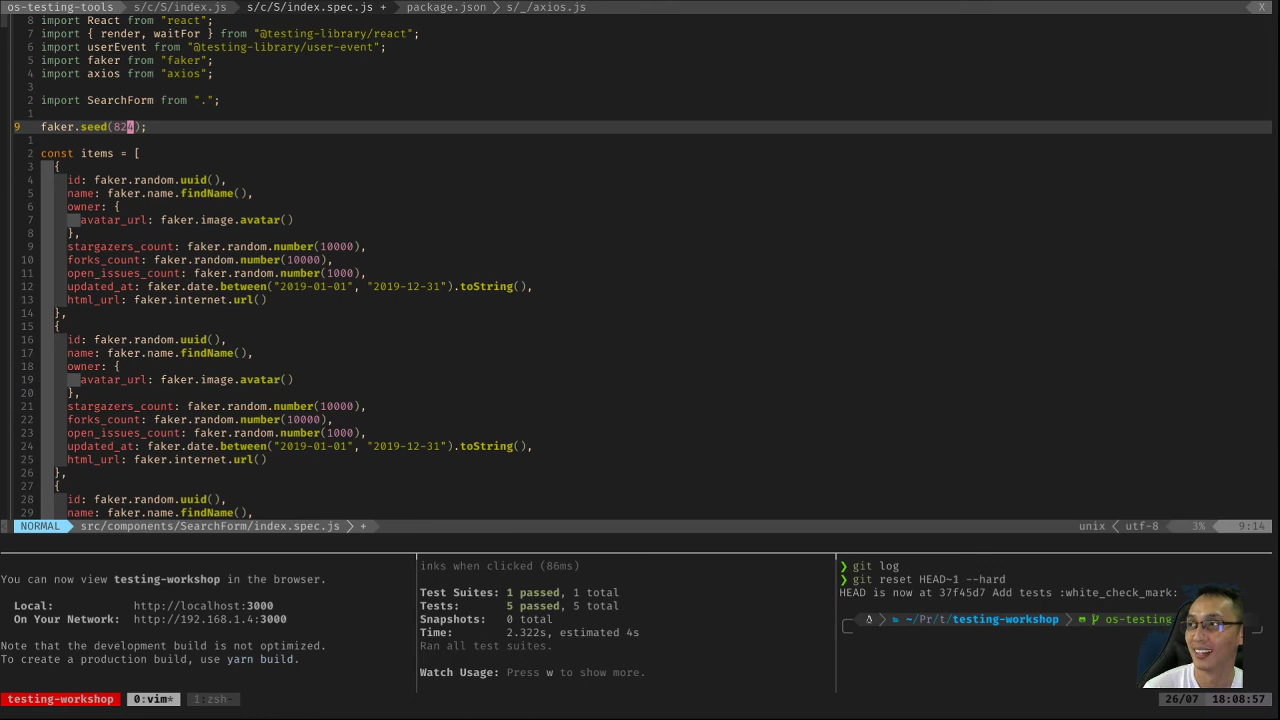 os-testing-tools s/c/S/index.js s/c/S/index.spec.js + package.json s/_/axios.js X
8 import React from "react";
7 import { render, waitFor } from "@testing-library/react";
6 import userEvent from "@testing-library/user-event";
5 import faker from "faker";
4 import axios from "axios";
3
2 import SearchForm from ".";
1
9 faker.seed(824);
1
2 const items = [
3 {
4 id: faker.random.uuid(),
5 name: faker.name.findName(),
6 owner: {
7 avatar_url: faker.image.avatar()
8 },
9 stargazers_count: faker.random.number(10000),
10 forks_count: faker.random.number(10000),
11 open_issues_count: faker.random.number(1000),
12 updated_at: faker.date.between("2019-01-01", "2019-12-31").toString(),
13 html_url: faker.internet.url()
14 },
15 {
16 id: faker.random.uuid(),
17 name: faker.name.findName(),
18 owner: {
19 avatar_url: faker.image.avatar()
20 },
21 stargazers_count: faker.random.number(10000),
22 forks_count: faker.random.number(10000),
23 open_issues_count: faker.random.number(1000),
24 updated_at: faker.date.between("2019-01-01", "2019-12-31").toString(),
25 html_url: faker.internet.url()
26 },
27 {
28 id: faker.random.uuid(),
29 name: faker.name.findName(),
NORMAL src/components/SearchForm/index.spec.js + unix utf-8 3% 9:14
You can now view testing-workshop in the browser.
Local: http://localhost:3000
On Your Network: http://192.168.1.4:3000
Note that the development build is not optimized.
To create a production build, use yarn build.
inks when clicked (86ms)
Test Suites: 1 passed, 1 total
Tests: 5 passed, 5 total
Snapshots: 0 total
Time: 2.322s, estimated 4s
Ran all test suites.
Watch Usage: Press w to show more.
❯ git log
❯ git reset HEAD~1 --hard
HEAD is now at 37f45d7 Add tests :white_check_mark:
~/Pr/t/testing-workshop os-testing
testing-workshop 0:vim* 1:zsh- 26/07 18:08:57